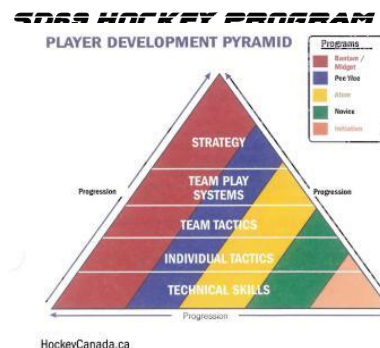 SD69 HOCKEY PROGRAM
PLAYER DEVELOPMENT PYRAMID
Programs
Bantam /
Midget
Pee Wee
Atom
Novice
Initiation
STRATEGY
TEAM PLAY
SYSTEMS
TEAM TACTICS
INDIVIDUAL TACTICS
TECHNICAL SKILLS
Progression
Progression
Progression
HockeyCanada.ca